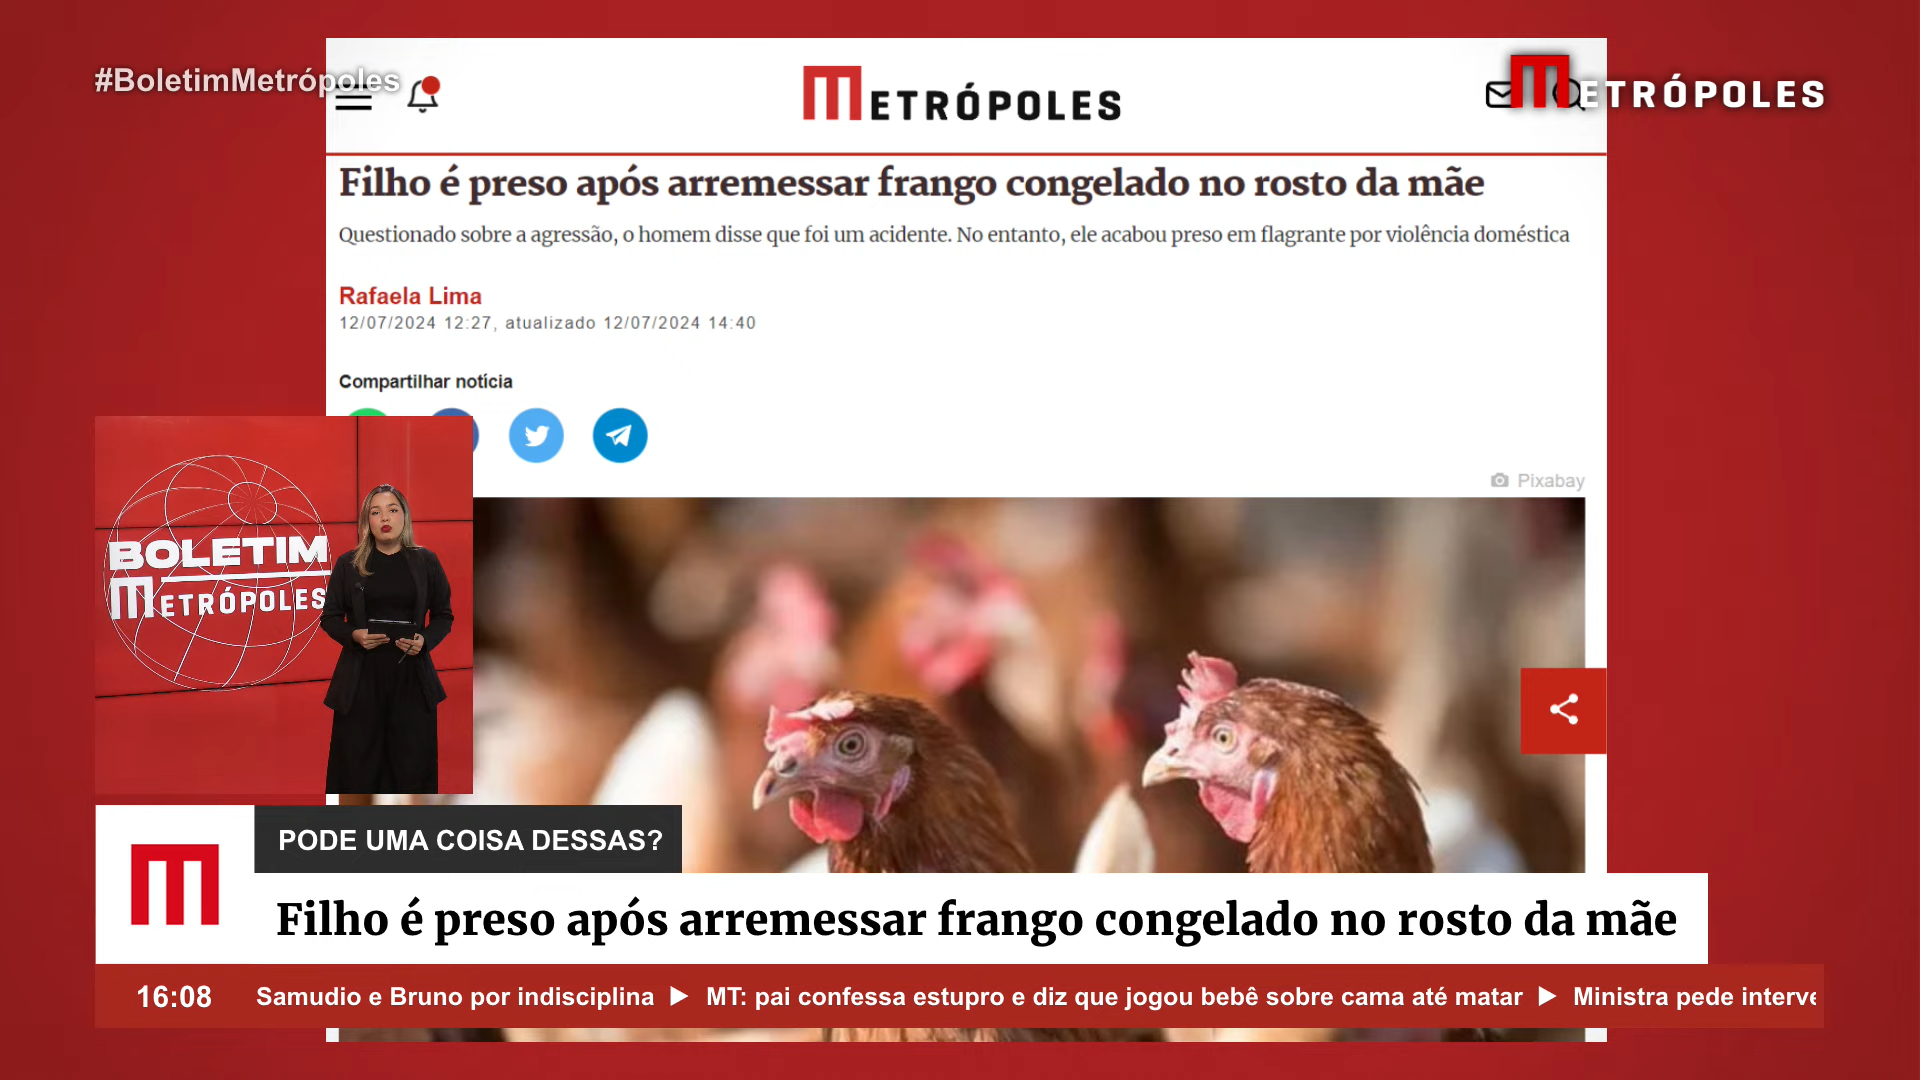 #BoletimMetrópoles
METRÓPOLES
METRÓPOLES
Filho é preso após arremessar frango congelado no rosto da mãe
Questionado sobre a agressão, o homem disse que foi um acidente. No entanto, ele acabou preso em flagrante por violência doméstica
Rafaela Lima
12/07/2024 12:27, atualizado 12/07/2024 14:40
Compartilhar notícia
Pixabay
BOLETIM
METRÓPOLES
PODE UMA COISA DESSAS?
Filho é preso após arremessar frango congelado no rosto da mãe
16:08 Samudio e Bruno por indisciplina ▶ MT: pai confessa estupro e diz que jogou bebê sobre cama até matar ▶ Ministra pede interve